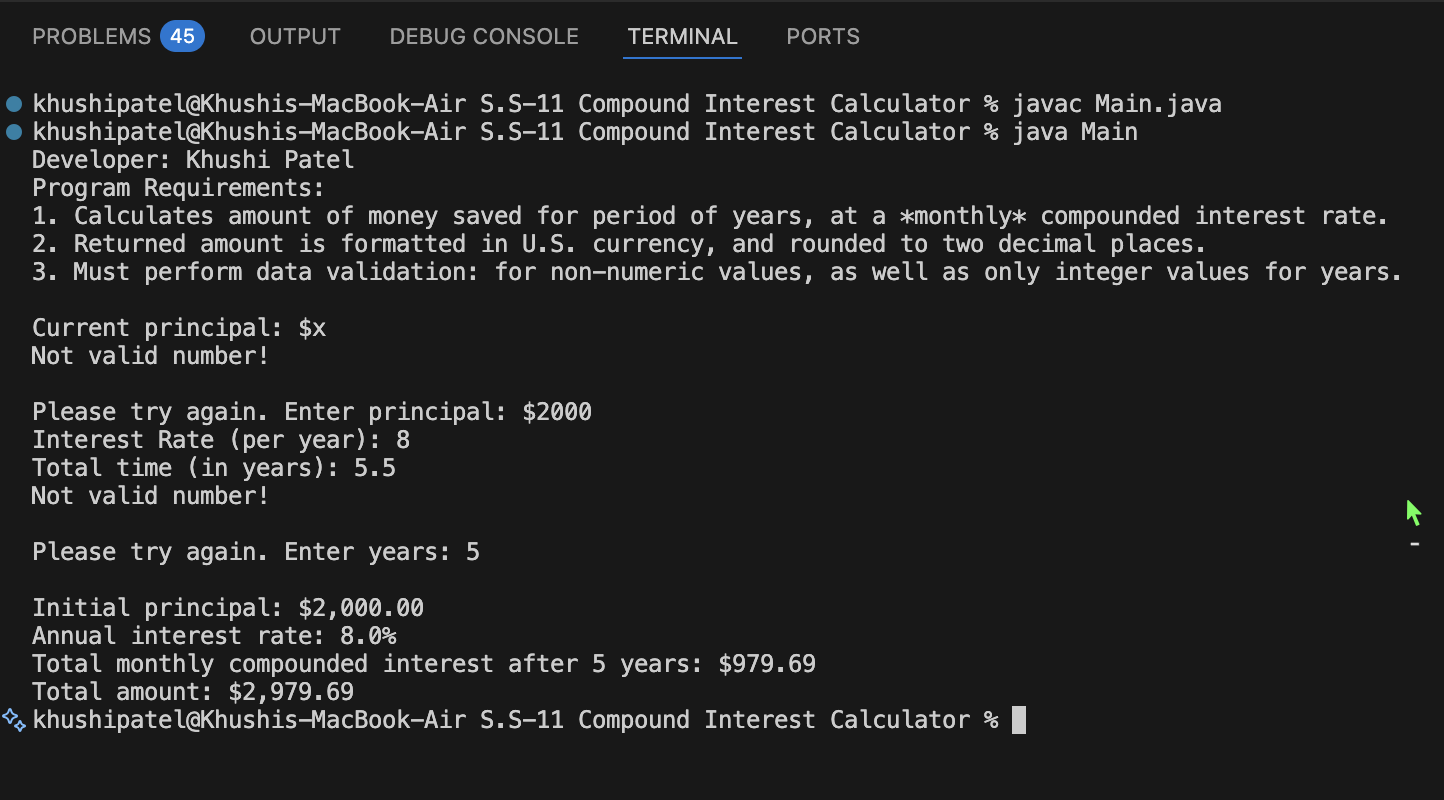 PROBLEMS 45 OUTPUT DEBUG CONSOLE TERMINAL PORTS
khushipatel@Khushis-MacBook-Air S.S-11 Compound Interest Calculator % javac Main.java
khushipatel@Khushis-MacBook-Air S.S-11 Compound Interest Calculator % java Main
Developer: Khushi Patel
Program Requirements:
1. Calculates amount of money saved for period of years, at a *monthly* compounded interest rate.
2. Returned amount is formatted in U.S. currency, and rounded to two decimal places.
3. Must perform data validation: for non-numeric values, as well as only integer values for years.
Current principal: $x
Not valid number!
Please try again. Enter principal: $2000
Interest Rate (per year): 8
Total time (in years): 5.5
Not valid number!
Please try again. Enter years: 5
Initial principal: $2,000.00
Annual interest rate: 8.0%
Total monthly compounded interest after 5 years: $979.69
Total amount: $2,979.69
khushipatel@Khushis-MacBook-Air S.S-11 Compound Interest Calculator %